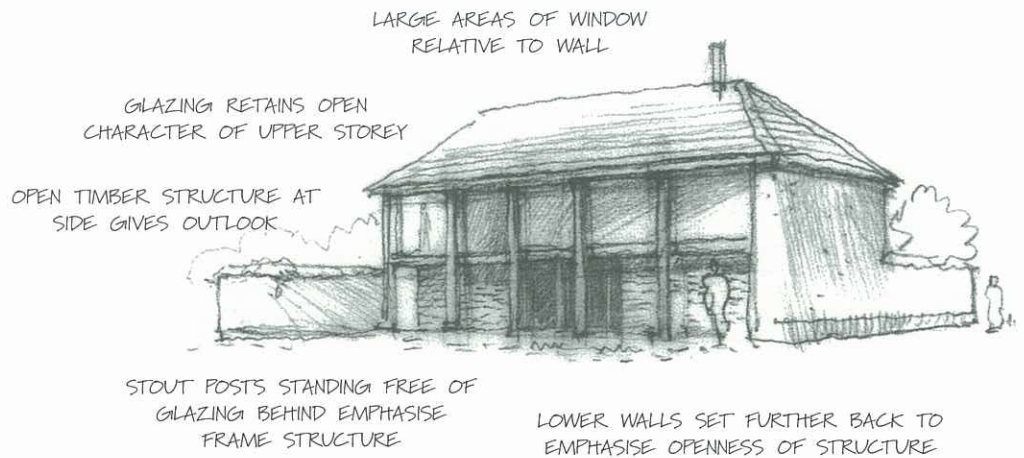 LARGE AREAS OF WINDOW
RELATIVE TO WALL
GLAZING RETAINS OPEN
CHARACTER OF UPPER STOREY
OPEN TIMBER STRUCTURE AT
SIDE GIVES OUTLOOK
STOUT POSTS STANDING FREE OF
GLAZING BEHIND EMPHASISE
FRAME STRUCTURE
LOWER WALLS SET FURTHER BACK TO
EMPHASISE OPENNESS OF STRUCTURE